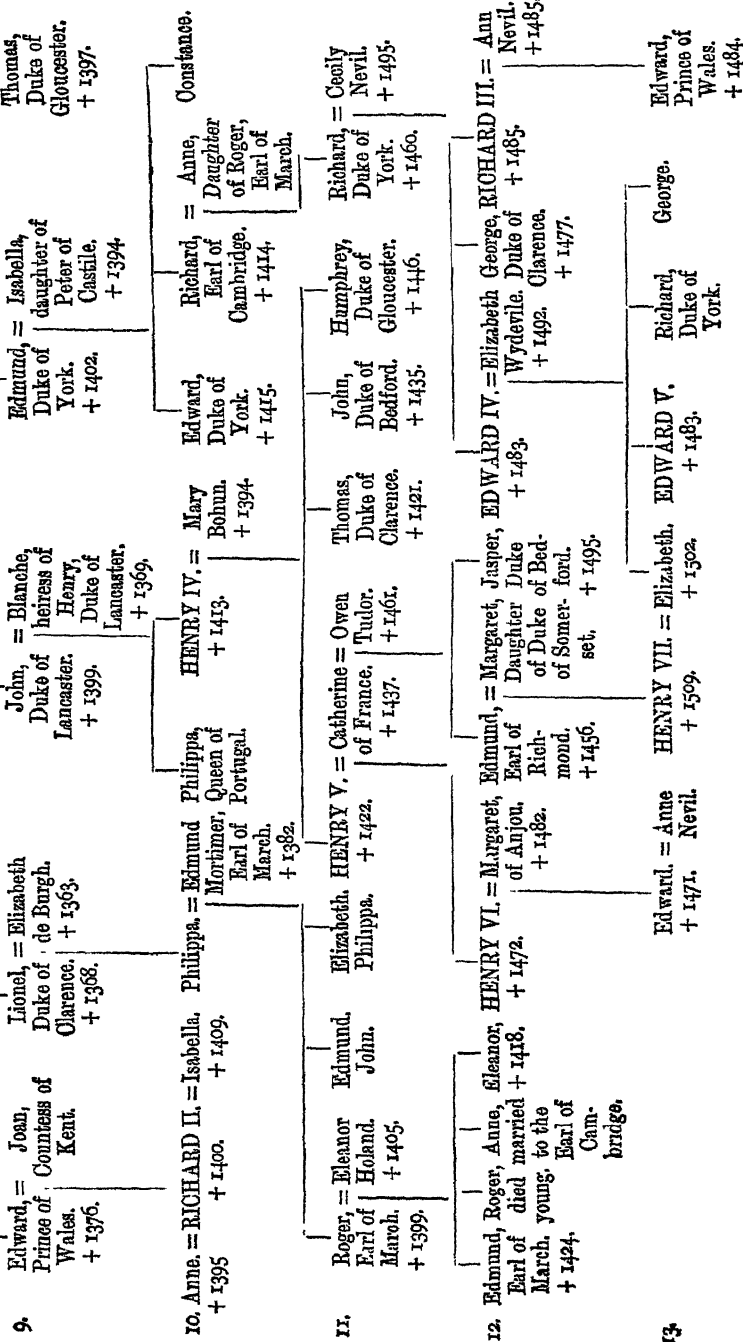 9.
Edward, =
Prince of
Wales.
+ 1376.
Joan,
Countess of
Kent.
Lionel, = Elizabeth
Duke of de Burgh.
Clarence. + 1363.
+ 1368.
John, = Blanche,
Duke of heiress of
Lancaster. Henry,
+ 1399. Duke of
Lancaster.
+ 1369.
Edmund, = Isabella,
Duke of daughter of
York. Peter of
+ 1402. Castile.
+ 1394.
Thomas,
Duke of
Gloucester.
+ 1397.
10. Anne. = RICHARD II. = Isabella.
+ 1395 + 1400. + 1409.
Philippa. = Edmund
Mortimer,
Earl of
March.
+ 1382.
Philippa,
Queen of
Portugal.
HENRY IV. = Mary
+ 1413. Bohun.
+ 1394.
Edward,
Duke of
York.
+ 1415.
Richard, = Anne,
Earl of Daughter
Cambridge. of Roger,
+ 1414. Earl of
March.
Constance.
11.
Roger, = Eleanor
Earl of Holand.
March. + 1405.
+ 1399.
Edmund.
John.
Elizabeth.
Philippa.
HENRY V. = Catherine = Owen
+ 1422. of France. Tudor.
+ 1437. + 1461.
Thomas,
Duke of
Clarence.
+ 1421.
John,
Duke of
Bedford.
+ 1435.
Humphrey,
Duke of
Gloucester.
+ 1446.
Richard, = Cecily
Duke of Nevil.
York. + 1495.
+ 1460.
12. Edmund,
Earl of
March.
+ 1424.
Roger,
died
young.
Anne,
married
to the
Earl of
Cam-
bridge.
Eleanor,
+ 1418.
HENRY VI. = Margaret,
+ 1472. of Anjou.
+ 1482.
Edmund, = Margaret,
Earl of Daughter
Rich- of Duke
mond. of Somer-
+ 1456. set.
Jasper,
Duke
of Bed-
ford.
+ 1495.
EDWARD IV. = Elizabeth
+ 1483. Wydevile.
+ 1492.
George,
Duke of
Clarence.
+ 1477.
RICHARD III. = Ann
+ 1485. Nevil.
+ 1485.
13.
Edward. = Anne
+ 1471. Nevil.
HENRY VII. = Elizabeth.
+ 1509. + 1502.
EDWARD V.
+ 1483.
Richard,
Duke of
York.
George.
Edward,
Prince of
Wales.
+ 1484.